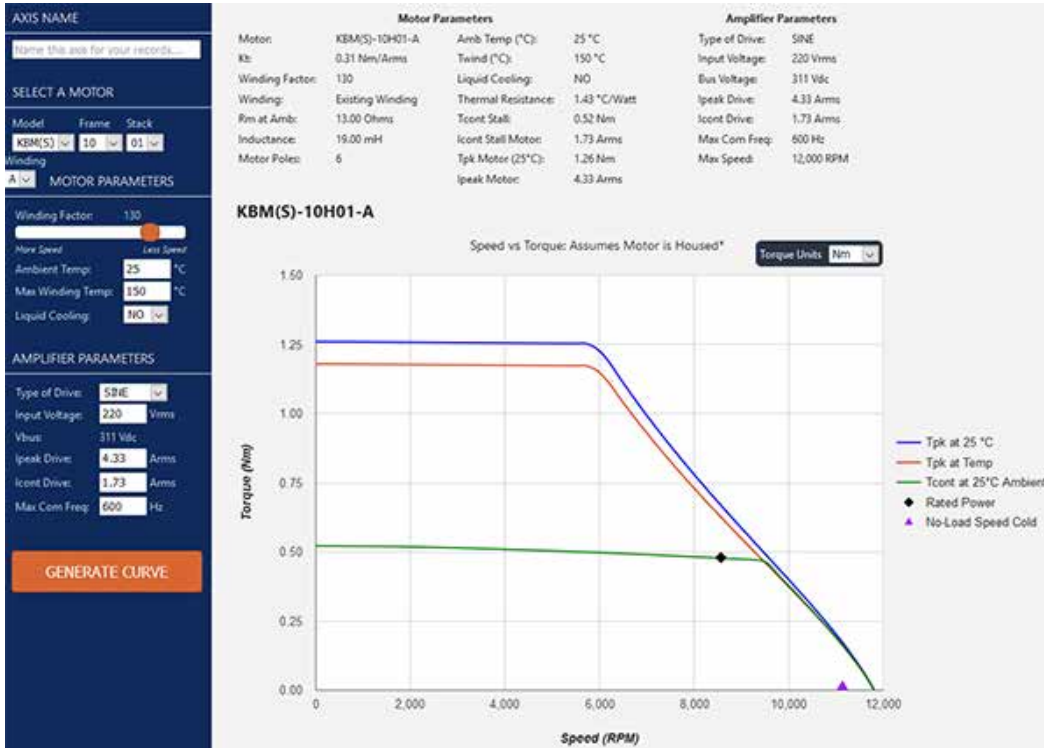 AXIS NAME
Name this axis for your records....
SELECT A MOTOR
Model Frame Stack
KBM(S) 10 01
Winding
A
MOTOR PARAMETERS
Winding Factor: 130
More Speed Less Speed
Ambient Temp: 25 °C
Max Winding Temp: 150 °C
Liquid Cooling: NO
AMPLIFIER PARAMETERS
Type of Drive: SINE
Input Voltage: 220 Vrms
Vbus: 311 Vdc
Ipeak Drive: 4.33 Arms
Icont Drive: 1.73 Arms
Max Com Freq: 600 Hz
GENERATE CURVE
Motor Parameters
Motor: KBM(S)-10H01-A Amb Temp (°C): 25 °C
Kt: 0.31 Nm/Arms Twind (°C): 150 °C
Winding Factor: 130 Liquid Cooling: NO
Winding: Existing Winding Thermal Resistance: 1.43 °C/Watt
Rm at Amb: 13.00 Ohms Tcont Stall: 0.52 Nm
Inductance: 19.00 mH Icont Stall Motor: 1.73 Arms
Motor Poles: 6 Tpk Motor (25°C): 1.26 Nm
Ipeak Motor: 4.33 Arms
Amplifier Parameters
Type of Drive: SINE
Input Voltage: 220 Vrms
Bus Voltage: 311 Vdc
Ipeak Drive: 4.33 Arms
Icont Drive: 1.73 Arms
Max Com Freq: 600 Hz
Max Speed: 12,000 RPM
KBM(S)-10H01-A
Speed vs Torque: Assumes Motor is Housed*
Torque Units Nm
1.50
1.25
1.00
0.75
0.50
0.25
0.00
Torque (Nm)
0 2,000 4,000 6,000 8,000 10,000 12,000
Speed (RPM)
Tpk at 25 °C
Tpk at Temp
Tcont at 25°C Ambient
Rated Power
No-Load Speed Cold